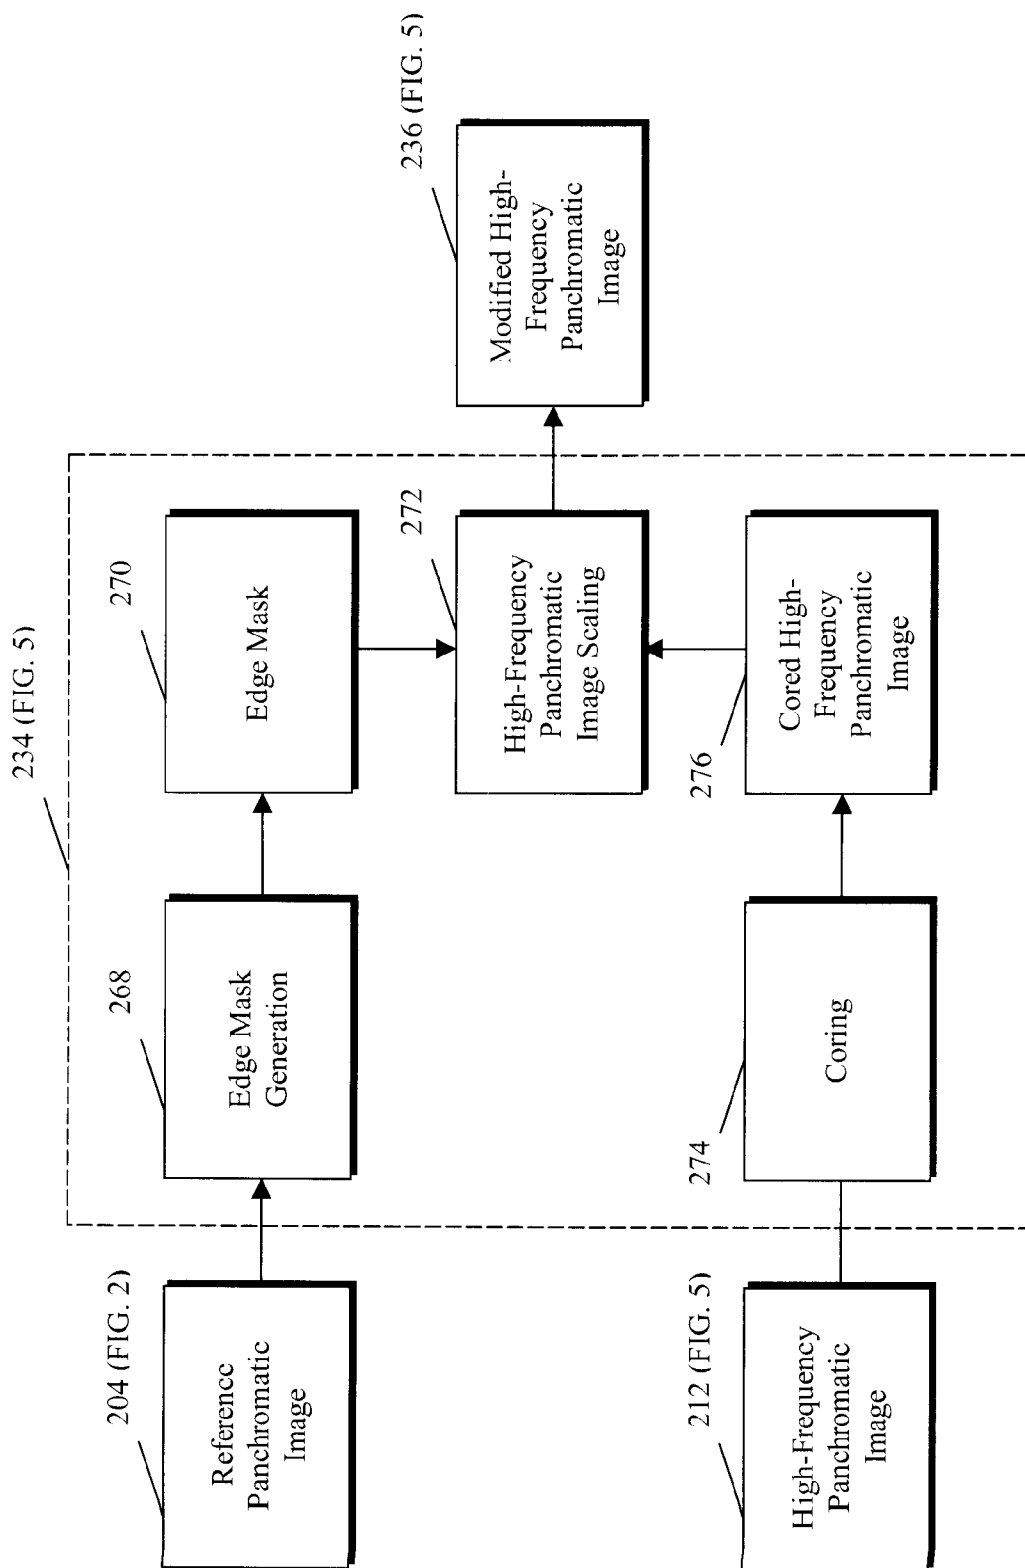 234 (FIG. 5)
204 (FIG. 2)
Reference
Panchromatic
Image
268
Edge Mask
Generation
270
Edge Mask
272
High-Frequency
Panchromatic
Image Scaling
236 (FIG. 5)
Modified High-
Frequency
Panchromatic
Image
212 (FIG. 5)
High-Frequency
Panchromatic
Image
274
Coring
276
Cored High-
Frequency
Panchromatic
Image